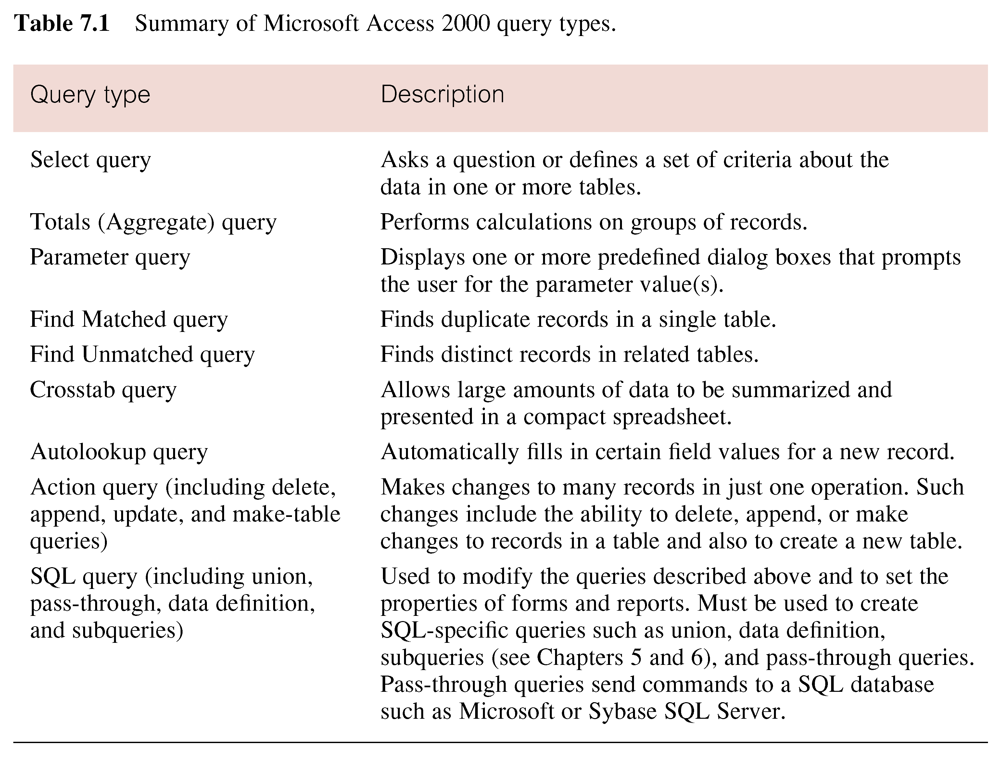 Table 7.1 Summary of Microsoft Access 2000 query types.
Query type Description
Select query Asks a question or defines a set of criteria about the
data in one or more tables.
Totals (Aggregate) query Performs calculations on groups of records.
Parameter query Displays one or more predefined dialog boxes that prompts
the user for the parameter value(s).
Find Matched query Finds duplicate records in a single table.
Find Unmatched query Finds distinct records in related tables.
Crosstab query Allows large amounts of data to be summarized and
presented in a compact spreadsheet.
Autolookup query Automatically fills in certain field values for a new record.
Action query (including delete, Makes changes to many records in just one operation. Such
append, update, and make-table changes include the ability to delete, append, or make
queries) changes to records in a table and also to create a new table.
SQL query (including union, Used to modify the queries described above and to set the
pass-through, data definition, properties of forms and reports. Must be used to create
and subqueries) SQL-specific queries such as union, data definition,
subqueries (see Chapters 5 and 6), and pass-through queries.
Pass-through queries send commands to a SQL database
such as Microsoft or Sybase SQL Server.